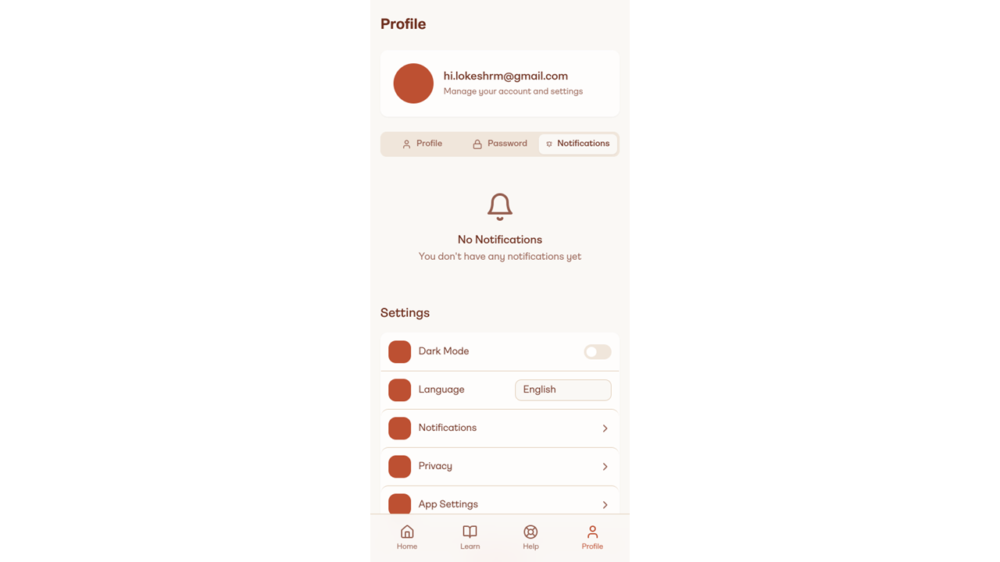 Profile
hi.lokeshrm@gmail.com
Manage your account and settings
Profile
Password
Notifications
No Notifications
You don't have any notifications yet
Settings
Dark Mode
Language
English
Notifications
Privacy
App Settings
Home
Learn
Help
Profile